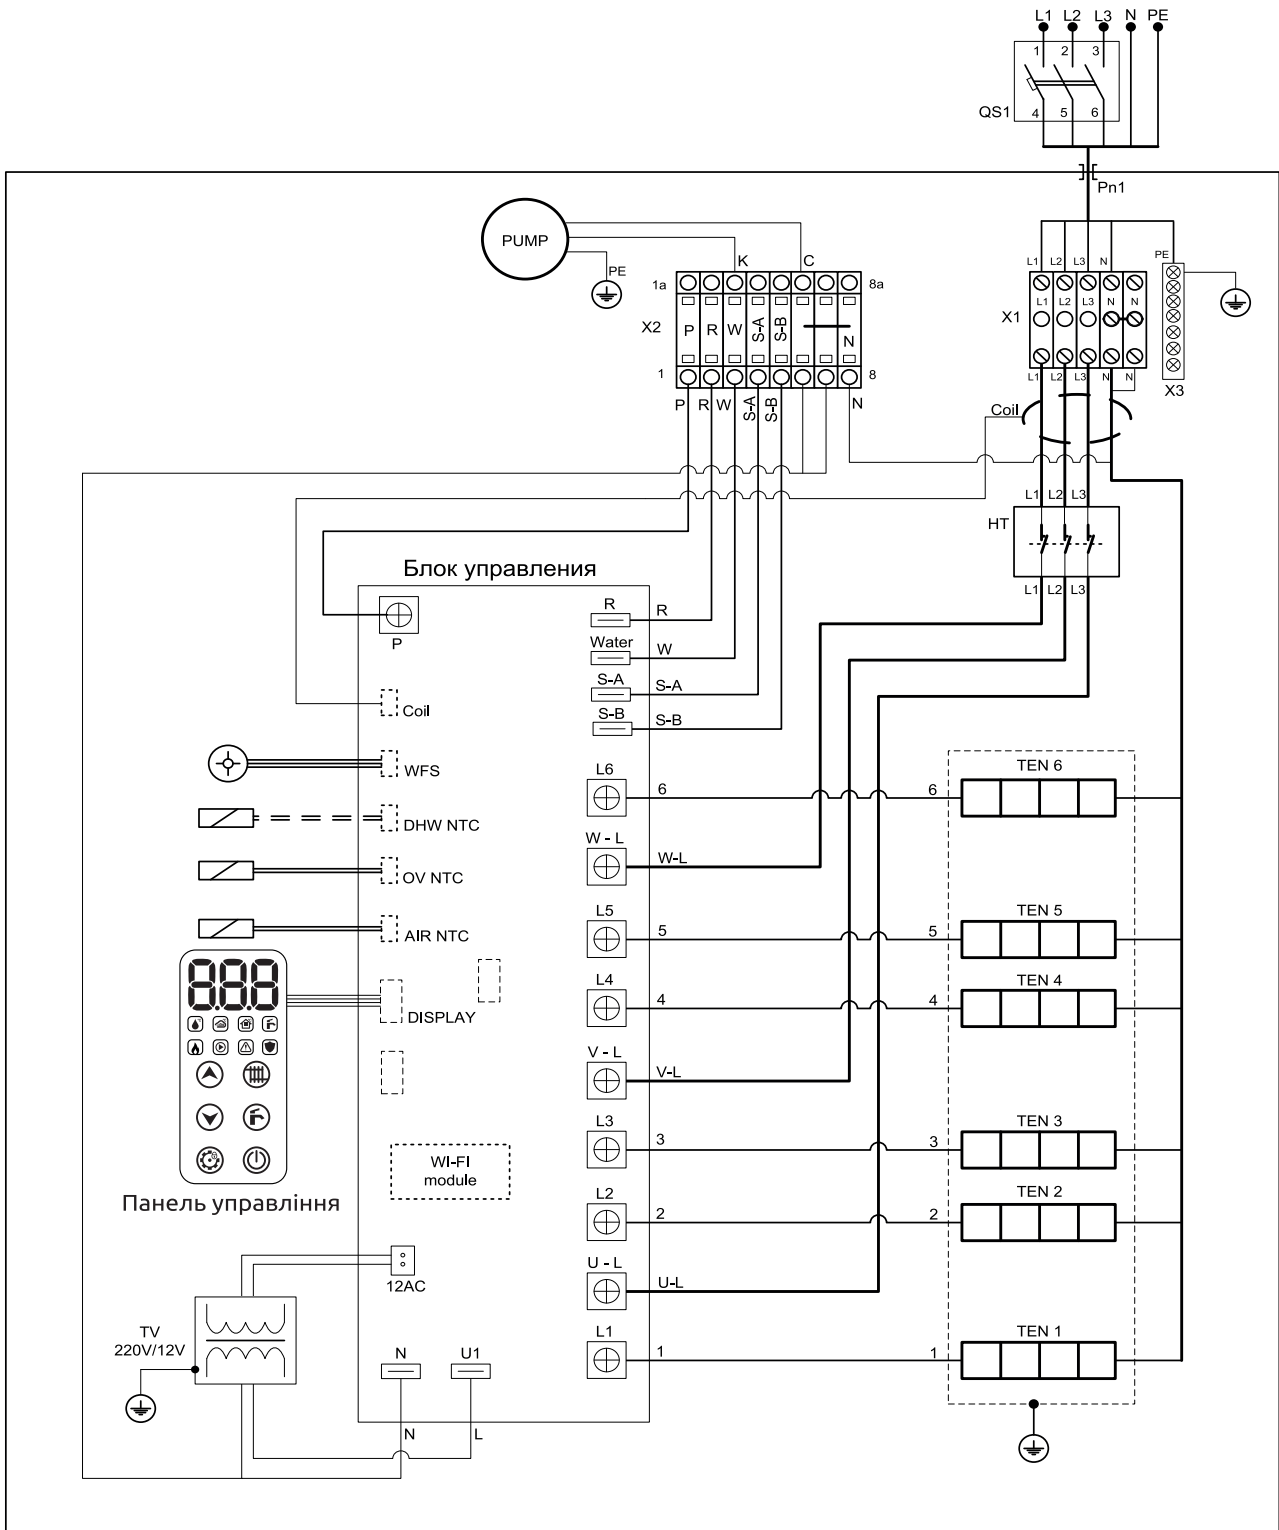 L1 L2 L3 N PE
1 2 3
QS1
4 5 6
Pn1
PUMP
PE
K C
1a 8a
X2
P R W S-A S-B N
1 8
P R W S-A S-B N
L1 L2 L3 N
PE
X1
L1 L2 L3 N N
L1 L2 L3 N N
X3
Coil
L1 L2 L3
HT
L1 L2 L3
Блок управления
P
R R
Water W
S-A S-A
S-B S-B
Coil
WFS
DHW NTC
OV NTC
AIR NTC
888
DISPLAY
Панель управління
WI-FI
module
L6 6 6 TEN 6
W - L W-L
L5 5 5 TEN 5
L4 4 4 TEN 4
V - L V-L
L3 3 3 TEN 3
L2 2 2 TEN 2
U - L U-L
L1 1 1 TEN 1
12AC
TV
220V/12V
N U1
N L